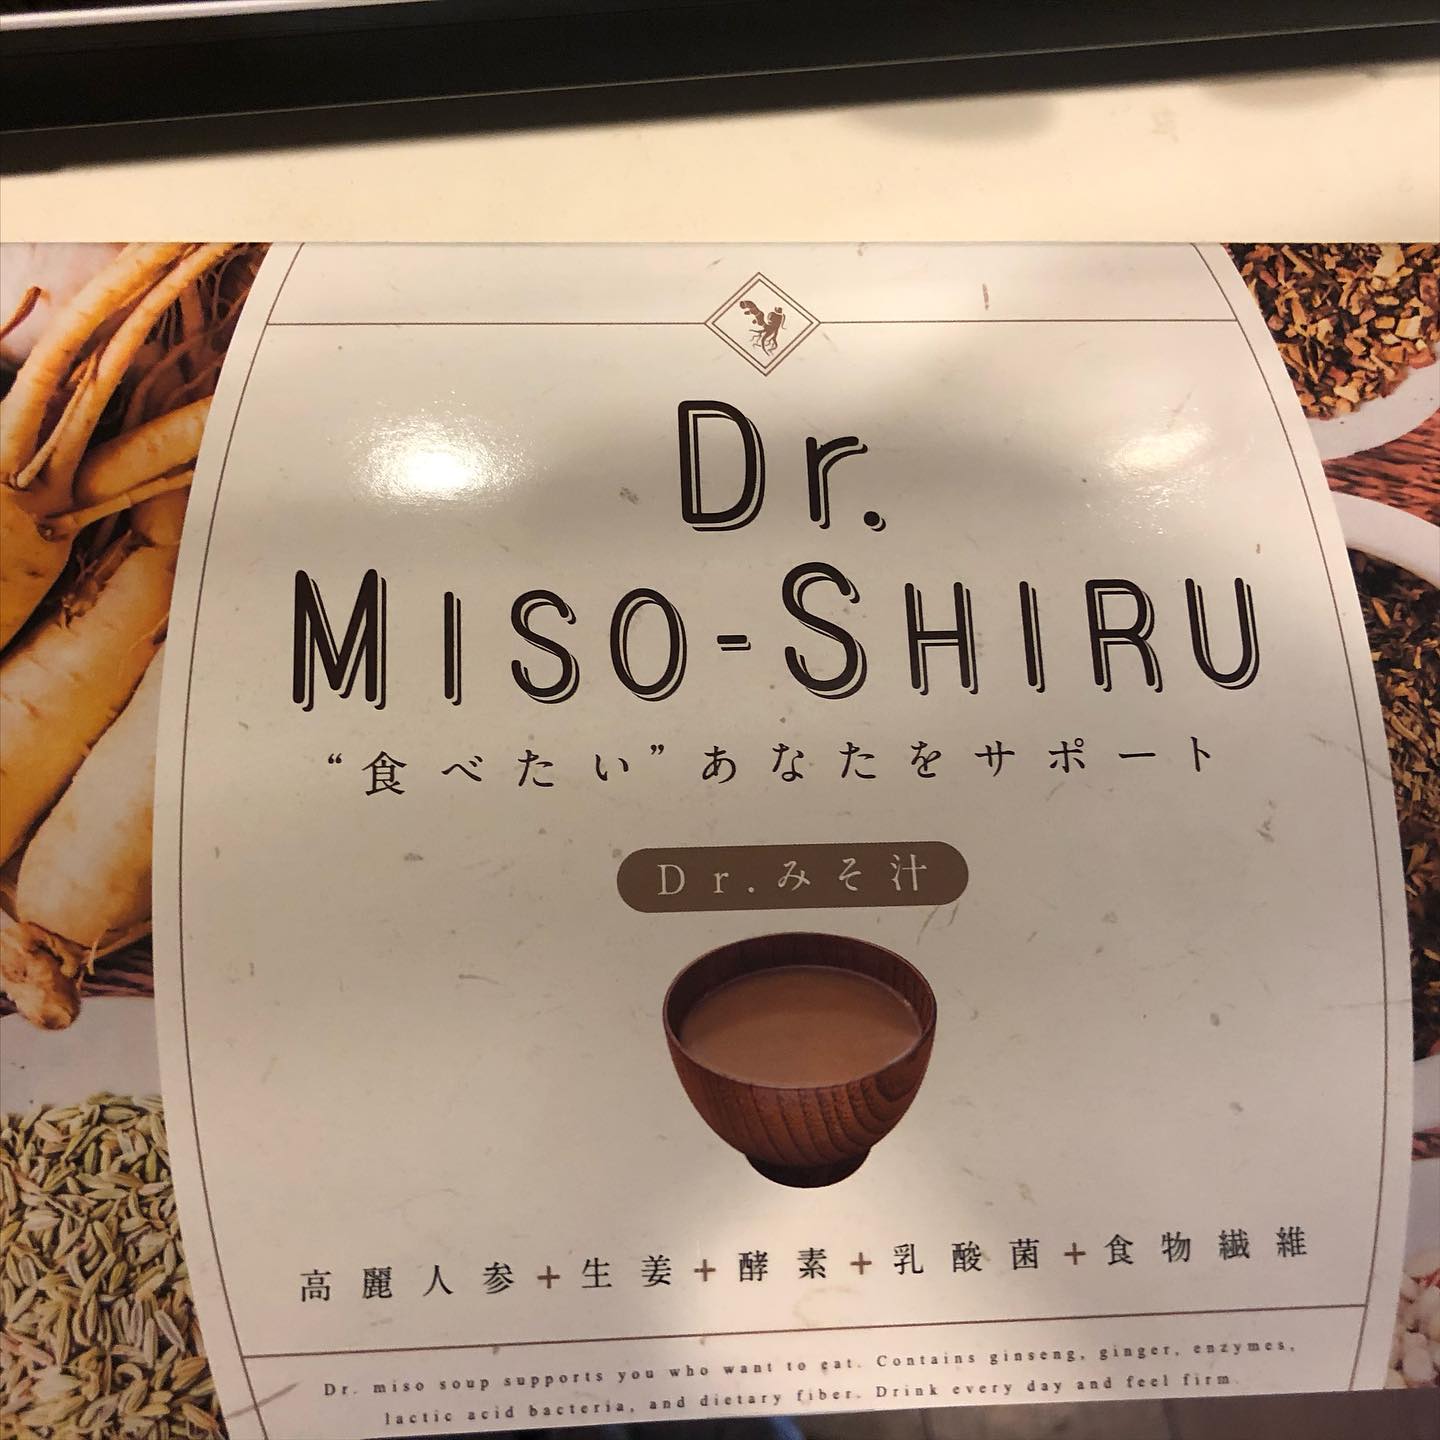 Dr.
MISO-SHIRU
“食べたい”あなたをサポート
Dr.みそ汁
高麗人参+生姜+酵素+乳酸菌+食物繊維
Dr. miso soup supports you who want to eat. Contains ginseng, ginger, enzymes,
lactic acid bacteria, and dietary fiber. Drink every day and feel firm.